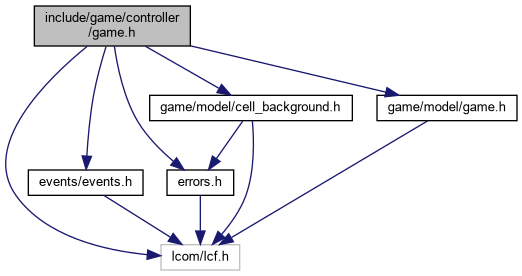 include/game/controller
/game.h
game/model/cell_background.h
game/model/game.h
events/events.h
errors.h
lcom/lcf.h